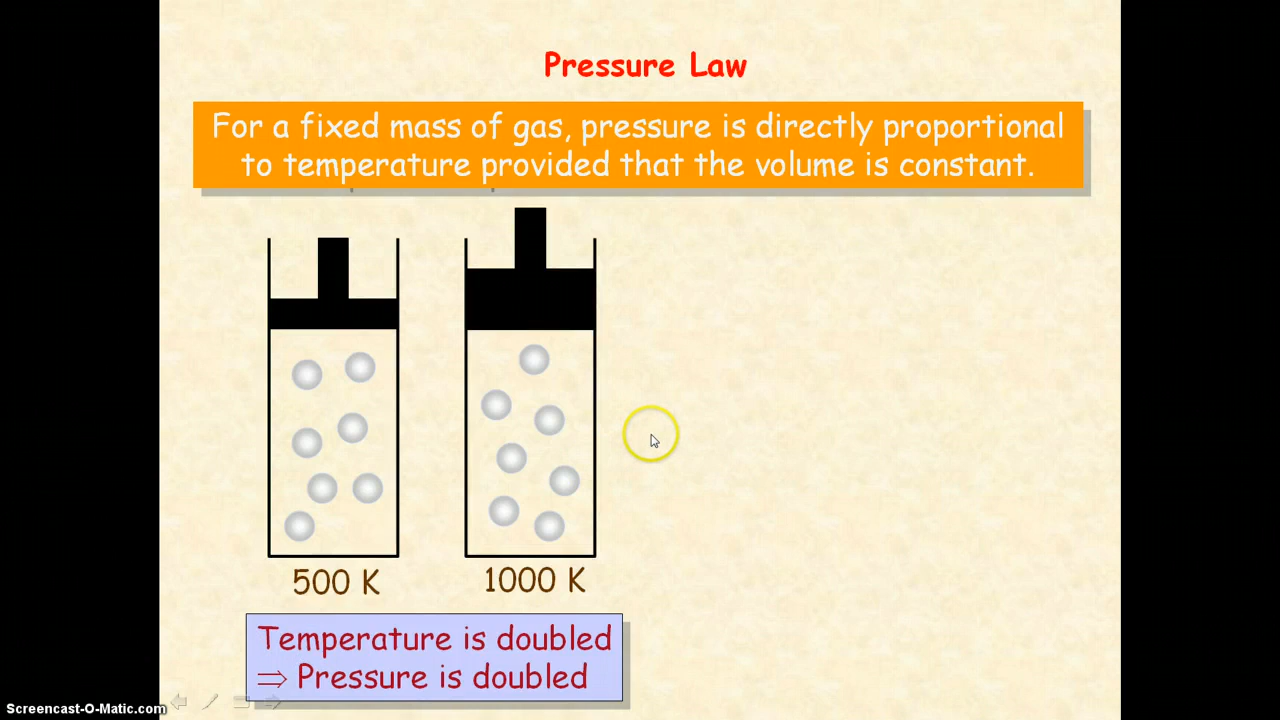 Pressure Law
For a fixed mass of gas, pressure is directly proportional
to temperature provided that the volume is constant.
500 K
1000 K
Temperature is doubled
⇒ Pressure is doubled
Screencast-O-Matic.com